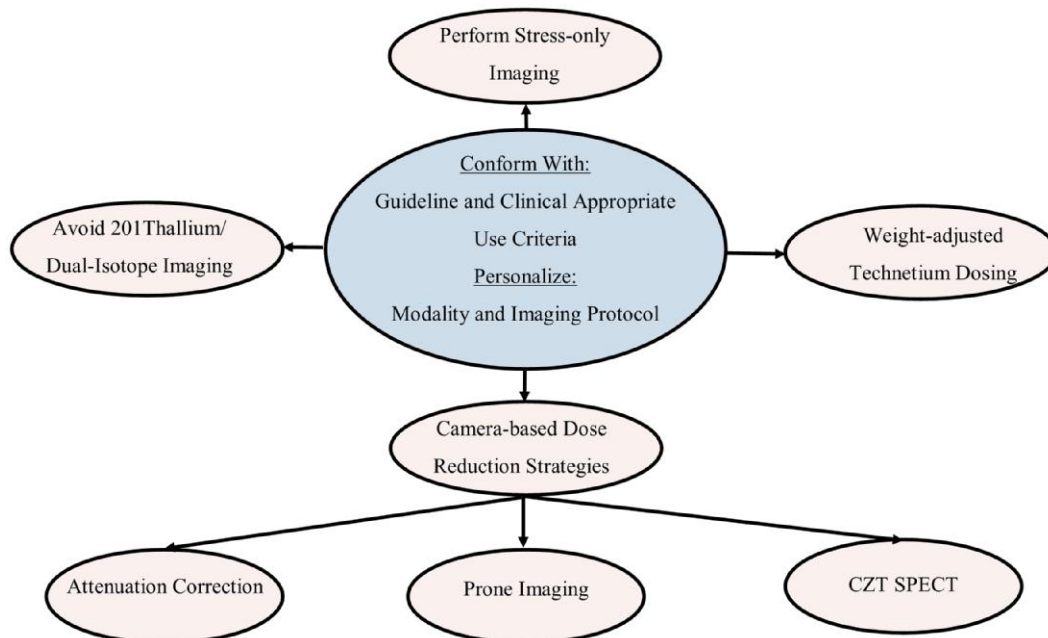 Perform Stress-only
Imaging
Conform With:
Guideline and Clinical Appropriate
Use Criteria
Personalize:
Modality and Imaging Protocol
Avoid 201Thallium/
Dual-Isotope Imaging
Weight-adjusted
Technetium Dosing
Camera-based Dose
Reduction Strategies
Attenuation Correction
Prone Imaging
CZT SPECT